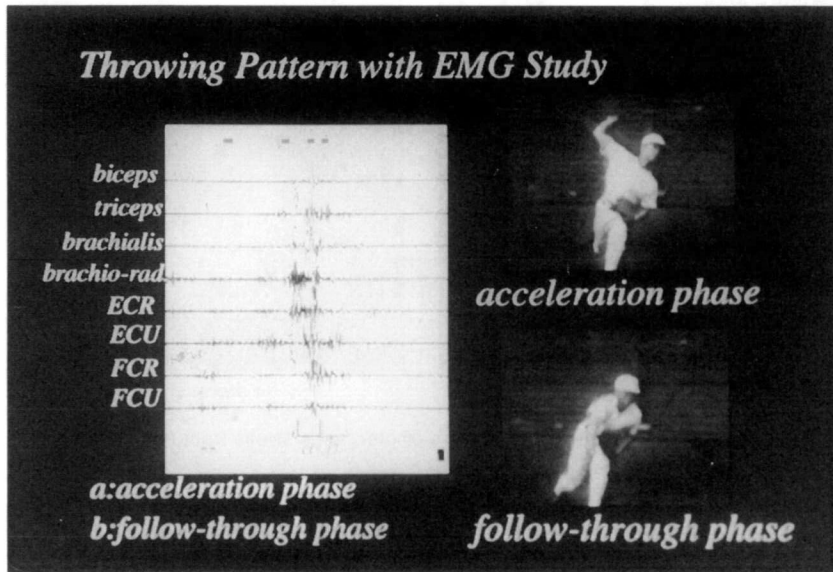 Throwing Pattern with EMG Study
biceps
triceps
brachialis
brachio-rad
ECR
ECU
FCR
FCU
acceleration phase
a:acceleration phase
b:follow-through phase
follow-through phase